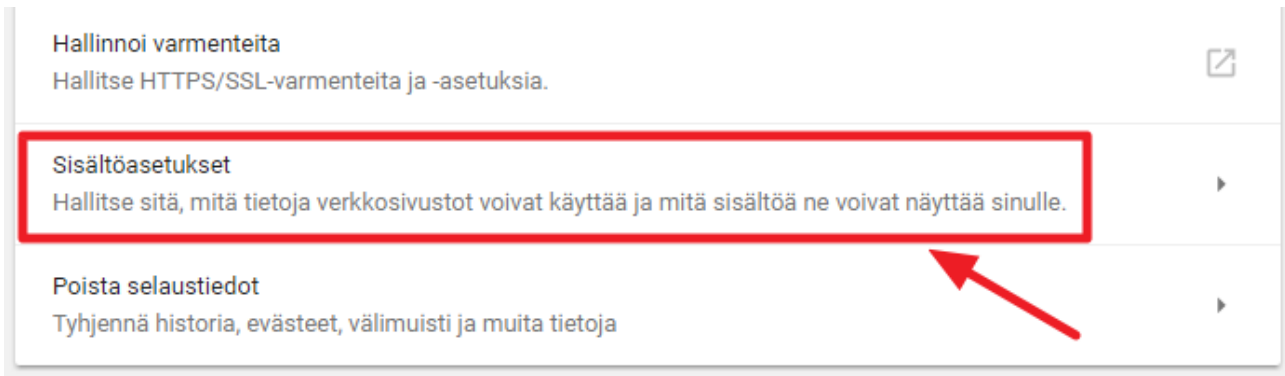 Hallinnoi varmenteita
Hallitse HTTPS/SSL-varmenteita ja -asetuksia.
Sisältöasetukset
Hallitse sitä, mitä tietoja verkkosivustot voivat käyttää ja mitä sisältöä ne voivat näyttää sinulle.
Poista selaustiedot
Tyhjennä historia, evästeet, välimuisti ja muita tietoja